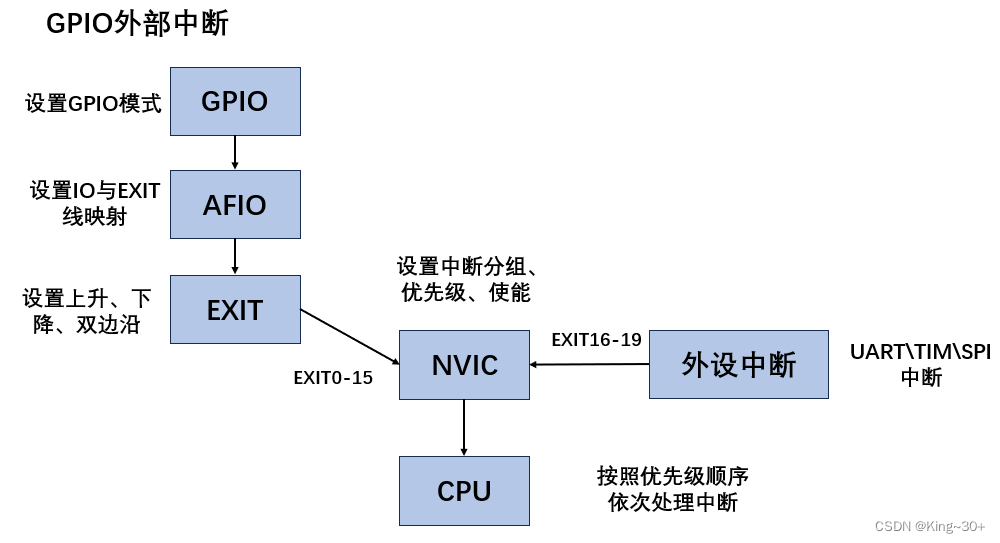 GPIO外部中断
设置GPIO模式
GPIO
设置IO与EXIT
线映射
AFIO
设置上升、下
降、双边沿
EXIT
EXIT0-15
设置中断分组、
优先级、使能
NVIC
EXIT16-19
外设中断
UART\TIM\SPI
中断
CPU
按照优先级顺序
依次处理中断
CSDN @King~30+